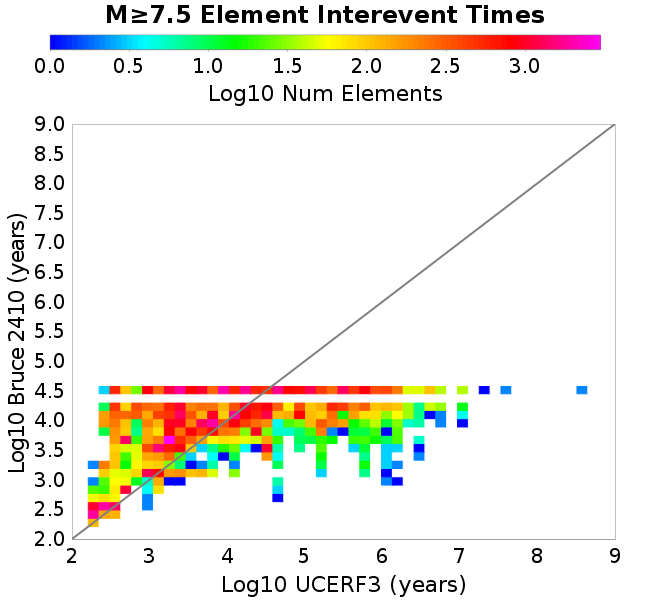 M≥7.5 Element Interevent Times
0.0 0.5 1.0 1.5 2.0 2.5 3.0
Log10 Num Elements
9.0
8.5
8.0
7.5
7.0
6.5
6.0
5.5
5.0
4.5
4.0
3.5
3.0
2.5
2.0
Log10 Bruce 2410 (years)
2 3 4 5 6 7 8 9
Log10 UCERF3 (years)